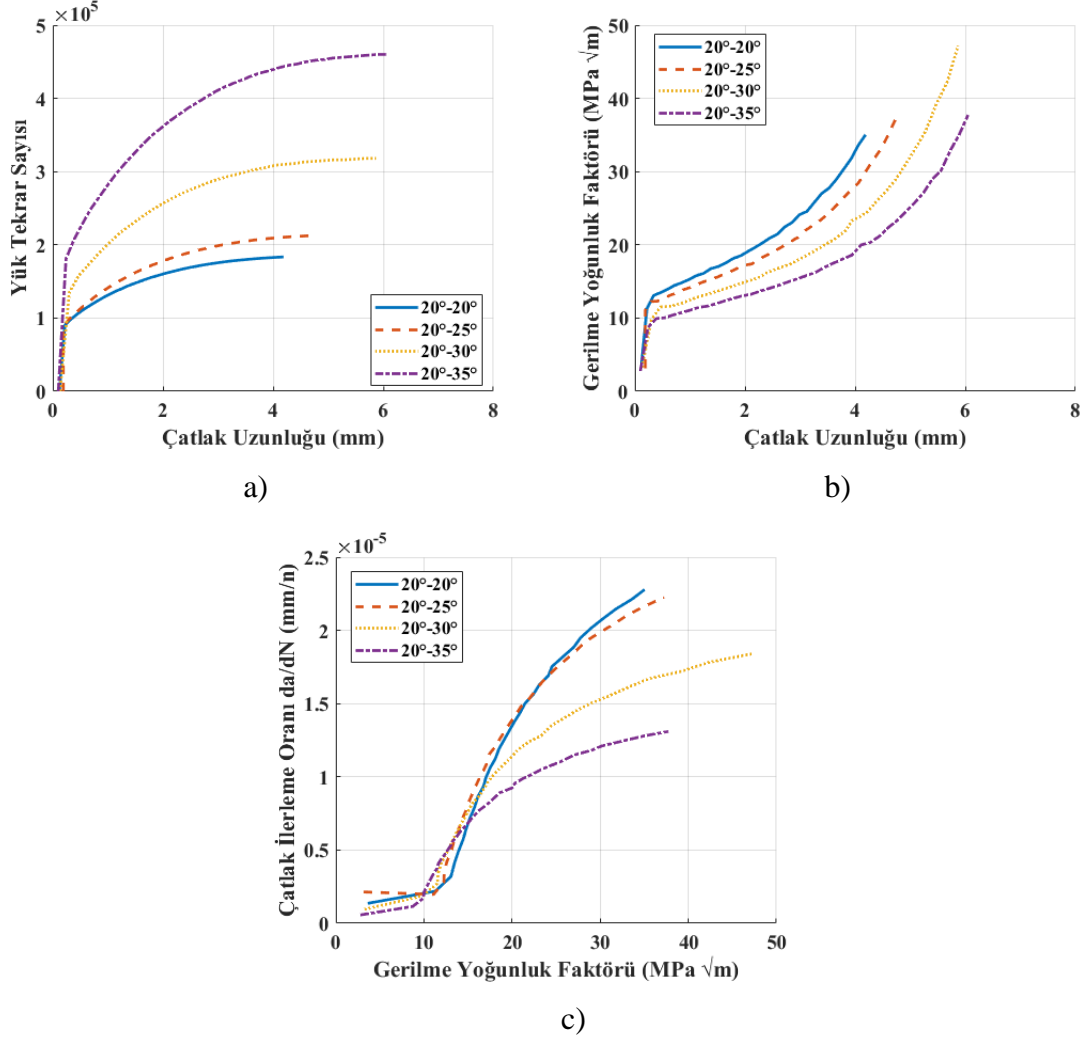 ×10⁵
5
4
3
2
1
0
Yük Tekrar Sayısı
0 2 4 6 8
Çatlak Uzunluğu (mm)
20°-20°
20°-25°
20°-30°
20°-35°
a)
50
40
30
20
10
0
Gerilme Yoğunluk Faktörü (MPa √m)
0 2 4 6 8
Çatlak Uzunluğu (mm)
20°-20°
20°-25°
20°-30°
20°-35°
b)
×10⁻⁵
2.5
2
1.5
1
0.5
0
Çatlak İlerleme Oranı da/dN (mm/n)
0 10 20 30 40 50
Gerilme Yoğunluk Faktörü (MPa √m)
20°-20°
20°-25°
20°-30°
20°-35°
c)